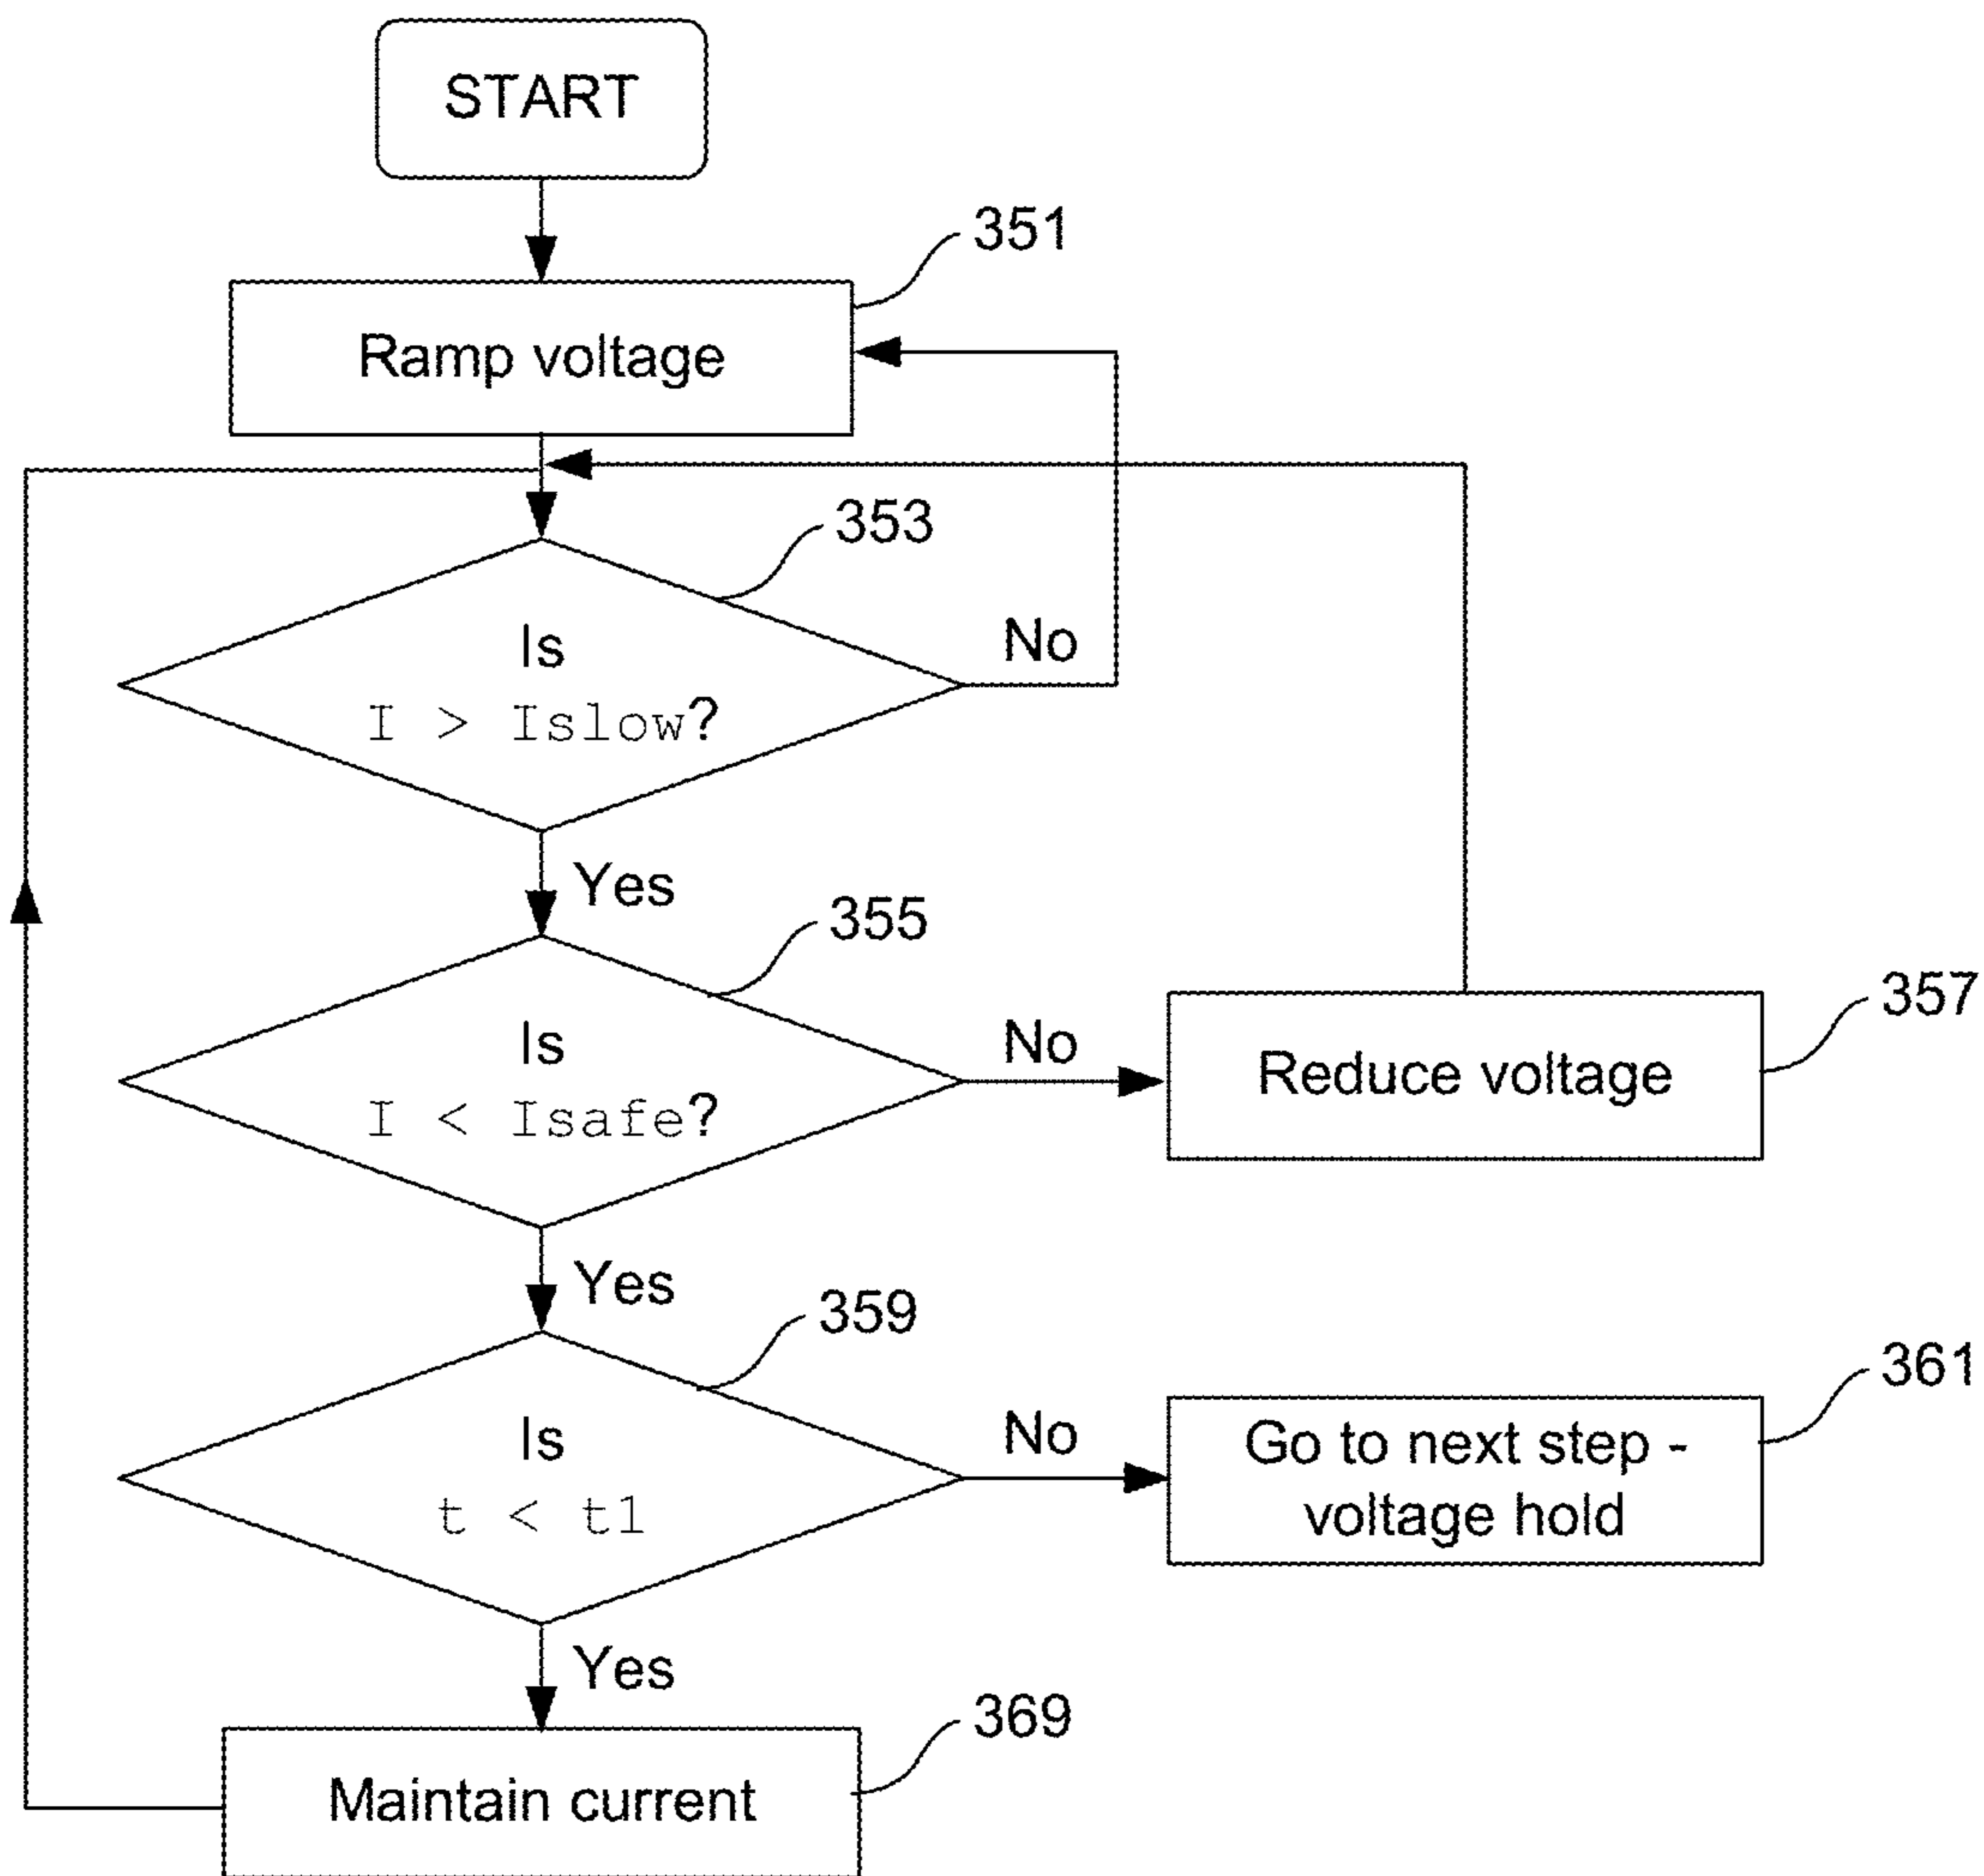 START
351
Ramp voltage
353
Is
No
I > Islow?
Yes
355
357
Is
No
Reduce voltage
I < Isafe?
Yes
359
361
Is
No
Go to next step -
voltage hold
t < t1
Yes
369
Maintain current